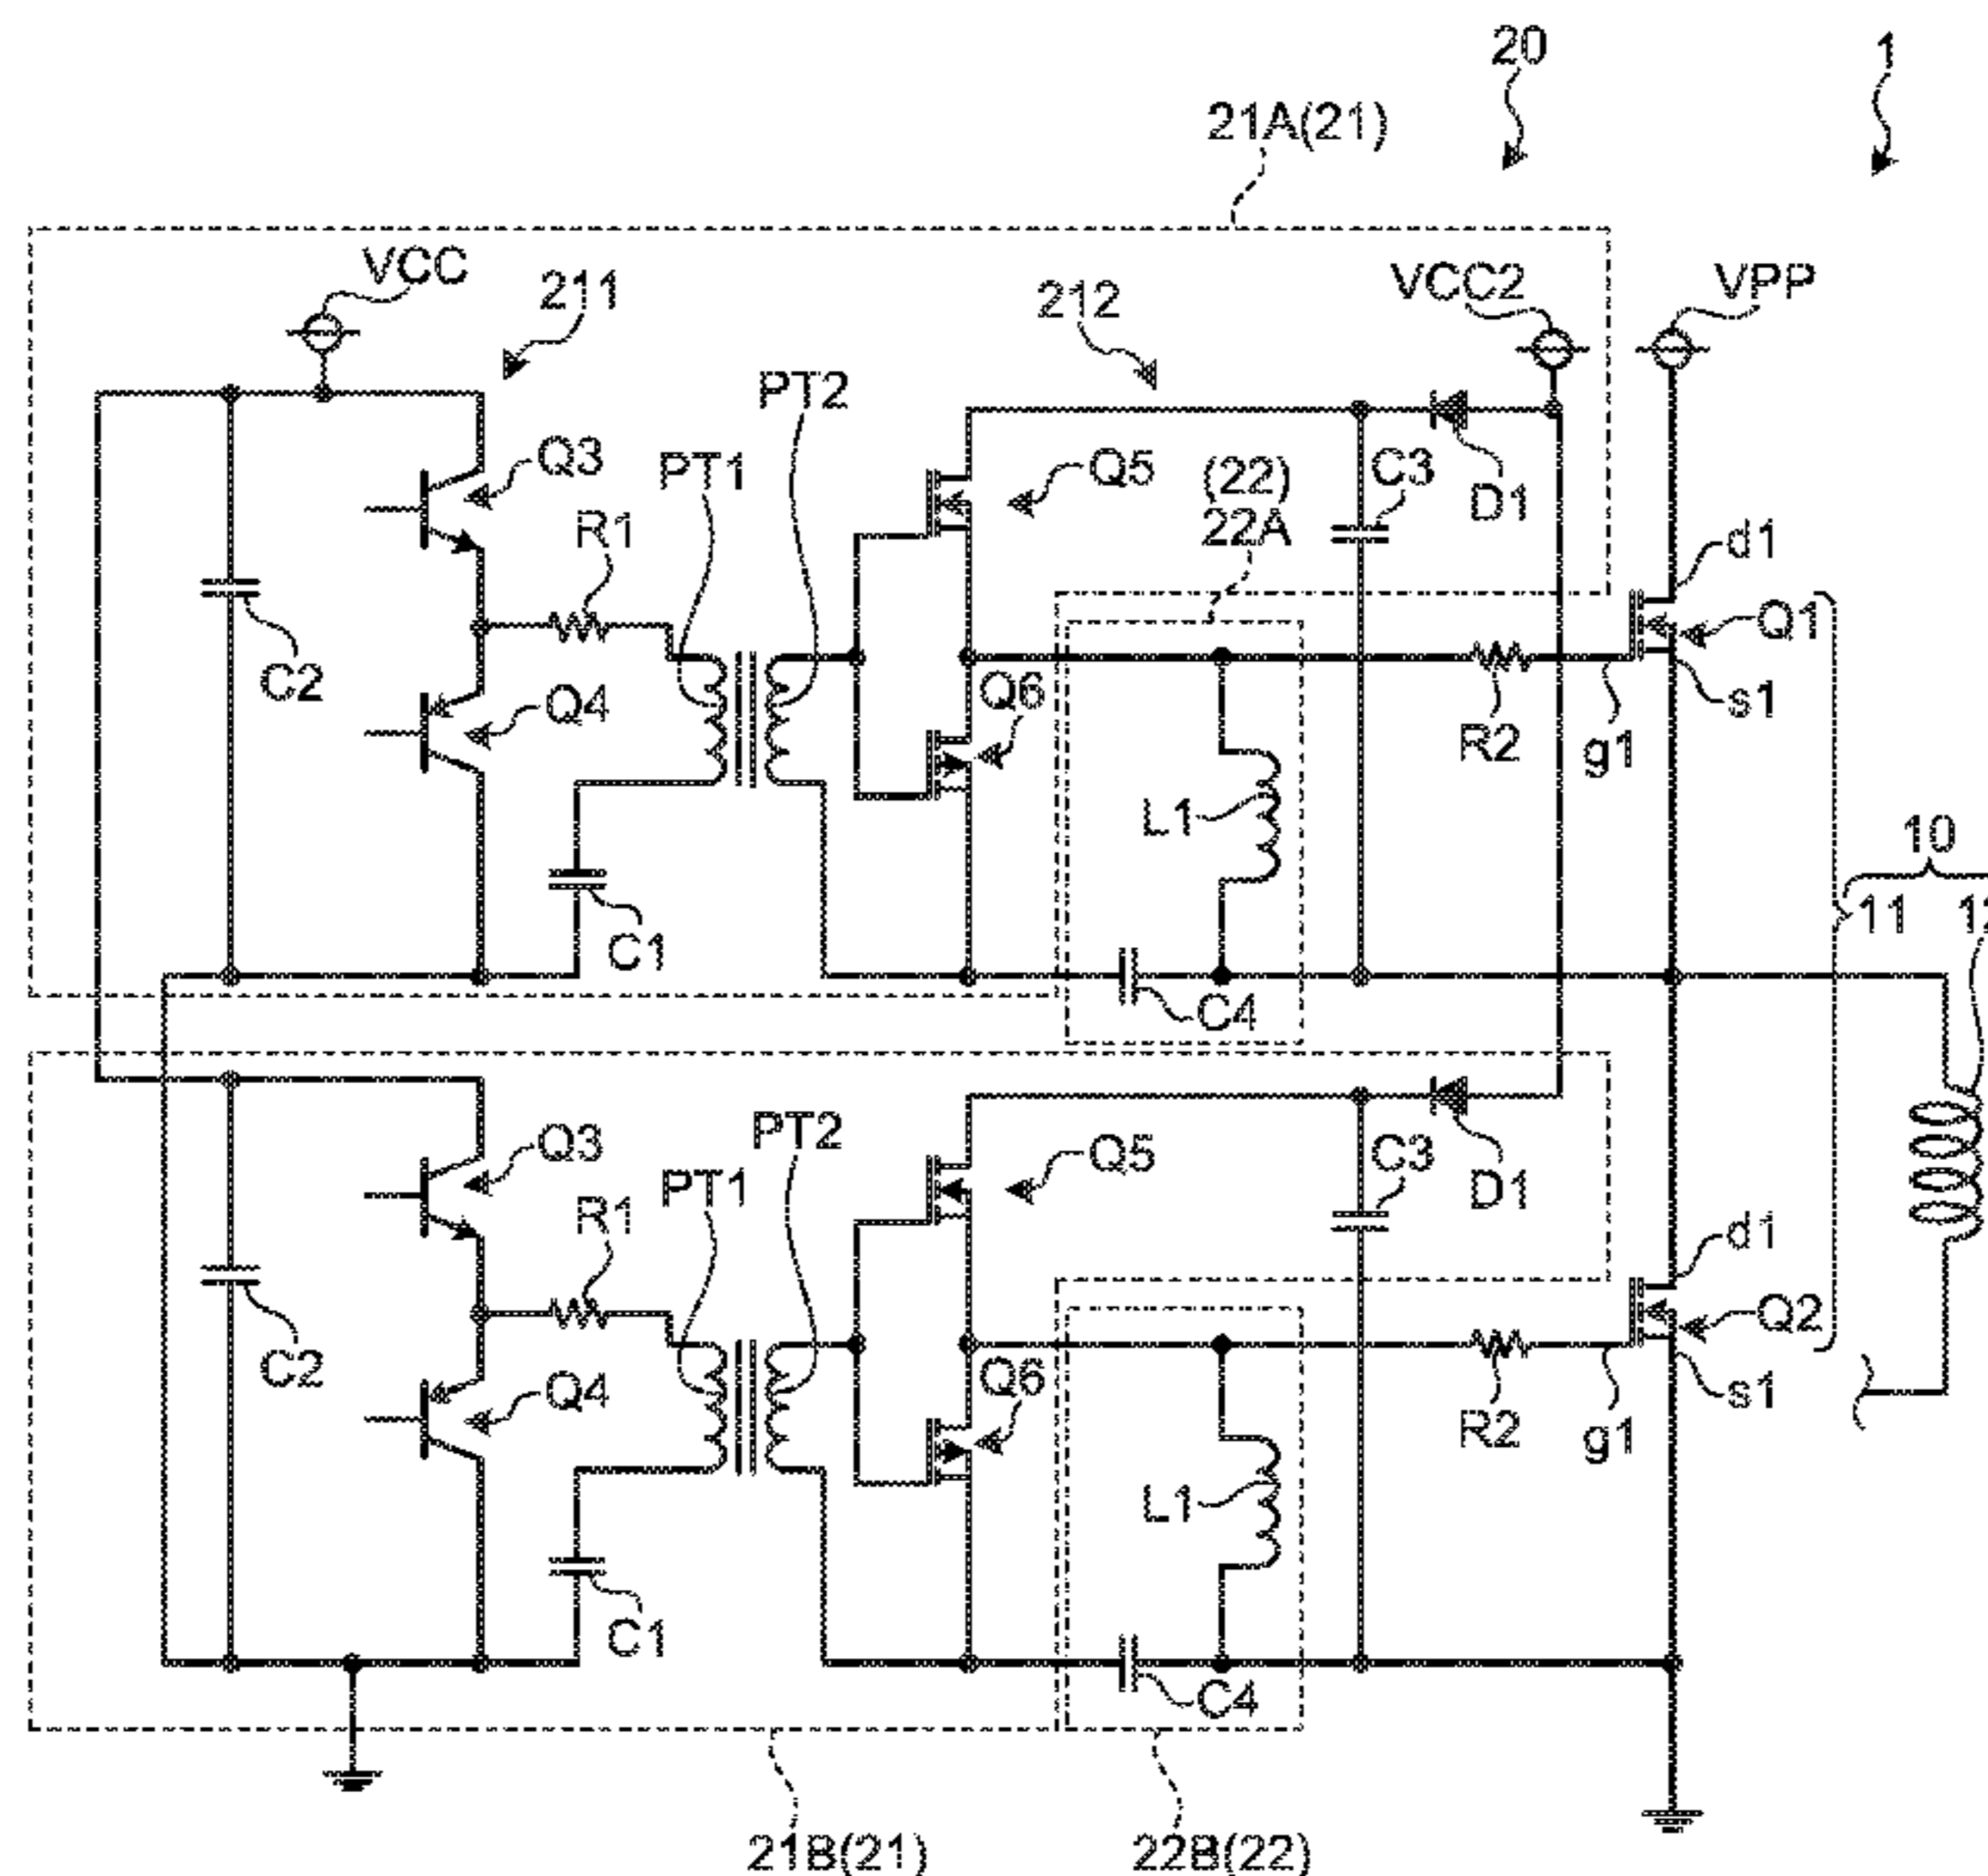 20
1
21A(21)
VCC
211
212
VCC2
VPP
PT2
Q3
PT1
Q5
(22)
22A
C3
D1
R1
d1
Q1
C2
Q4
Q6
R2
g1
s1
L1
10
11
C1
C4
Q3
PT2
Q5
C3
D1
R1
PT1
d1
Q2
C2
Q4
Q6
R2
g1
s1
L1
C1
C4
21B(21)
22B(22)